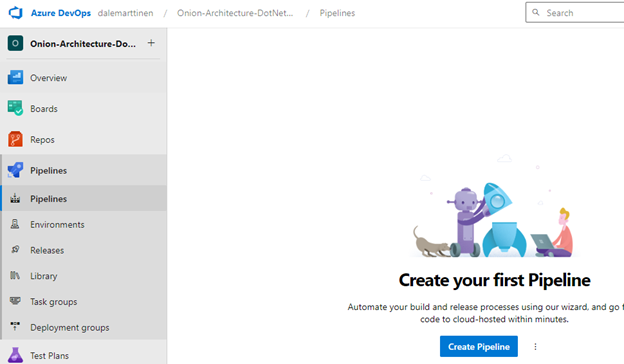 Azure DevOps dalemarttinen / Onion-Architecture-DotNet... / Pipelines Search
O Onion-Architecture-Do... +
Overview
Boards
Repos
Pipelines
Pipelines
Environments
Releases
Library
Task groups
Deployment groups
Test Plans
Create your first Pipeline
Automate your build and release processes using our wizard, and go f
code to cloud-hosted within minutes.
Create Pipeline